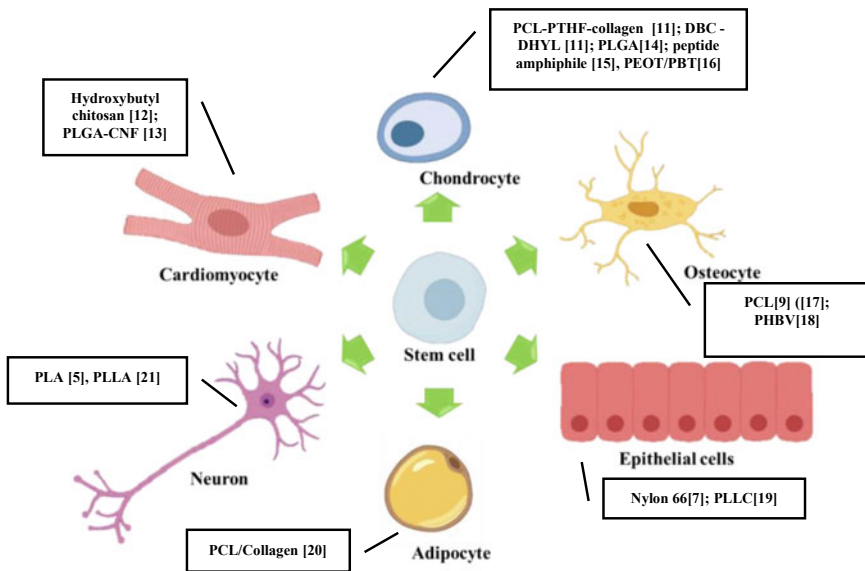 PCL-PTHF-collagen [11]; DBC -
DHYL [11]; PLGA[14]; peptide
amphiphile [15], PEOT/PBT[16]
Hydroxybutyl
chitosan [12];
PLGA-CNF [13]
Chondrocyte
Cardiomyocyte
Osteocyte
PCL[9] ([17];
PHBV[18]
Stem cell
PLA [5], PLLA [21]
Epithelial cells
Neuron
Nylon 66[7]; PLLC[19]
PCL/Collagen [20]
Adipocyte